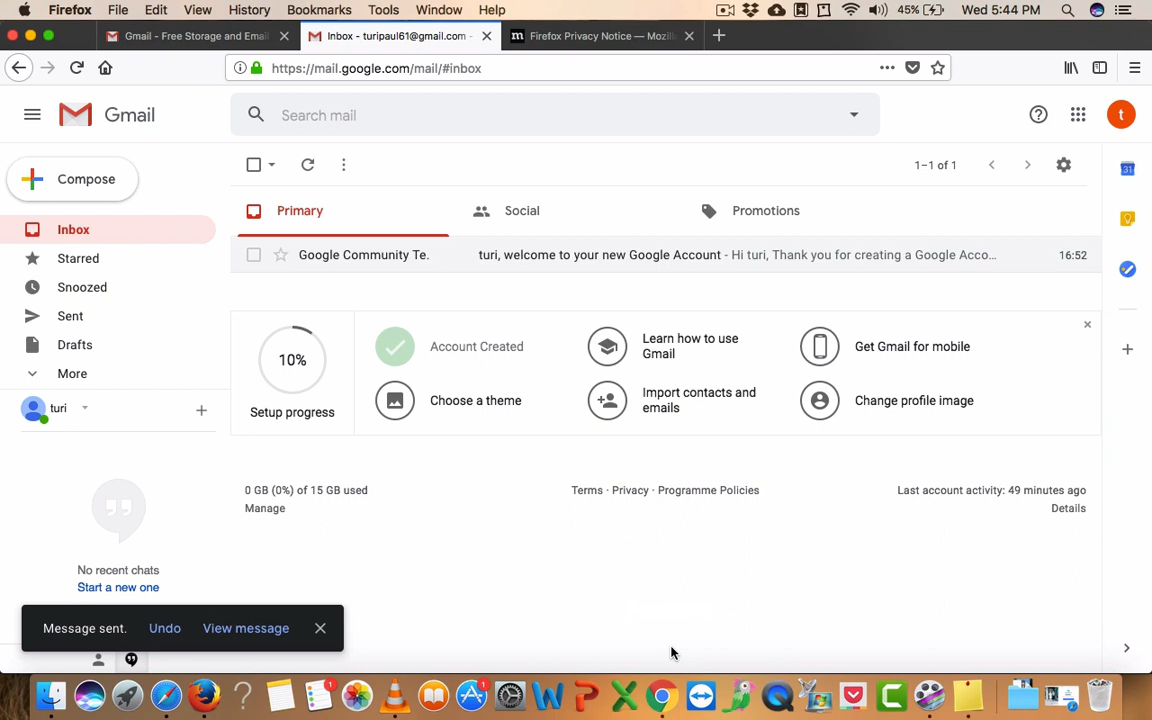 Firefox File Edit View History Bookmarks Tools Window Help 45% Wed 5:44 PM
Gmail - Free Storage and Email
Inbox - turipaul61@gmail.com -
m Firefox Privacy Notice — Mozill
https://mail.google.com/mail/#inbox
Gmail
Search mail
t
Compose
1–1 of 1
31
Primary
Social
Promotions
Inbox
Google Community Te. turi, welcome to your new Google Account - Hi turi, Thank you for creating a Google Acco... 16:52
Starred
Snoozed
Sent
Drafts
More
turi
10%
Setup progress
Account Created
Learn how to use
Gmail
Get Gmail for mobile
Choose a theme
Import contacts and
emails
Change profile image
0 GB (0%) of 15 GB used
Manage
Terms · Privacy · Programme Policies
Last account activity: 49 minutes ago
Details
No recent chats
Start a new one
Message sent. Undo View message
1
1